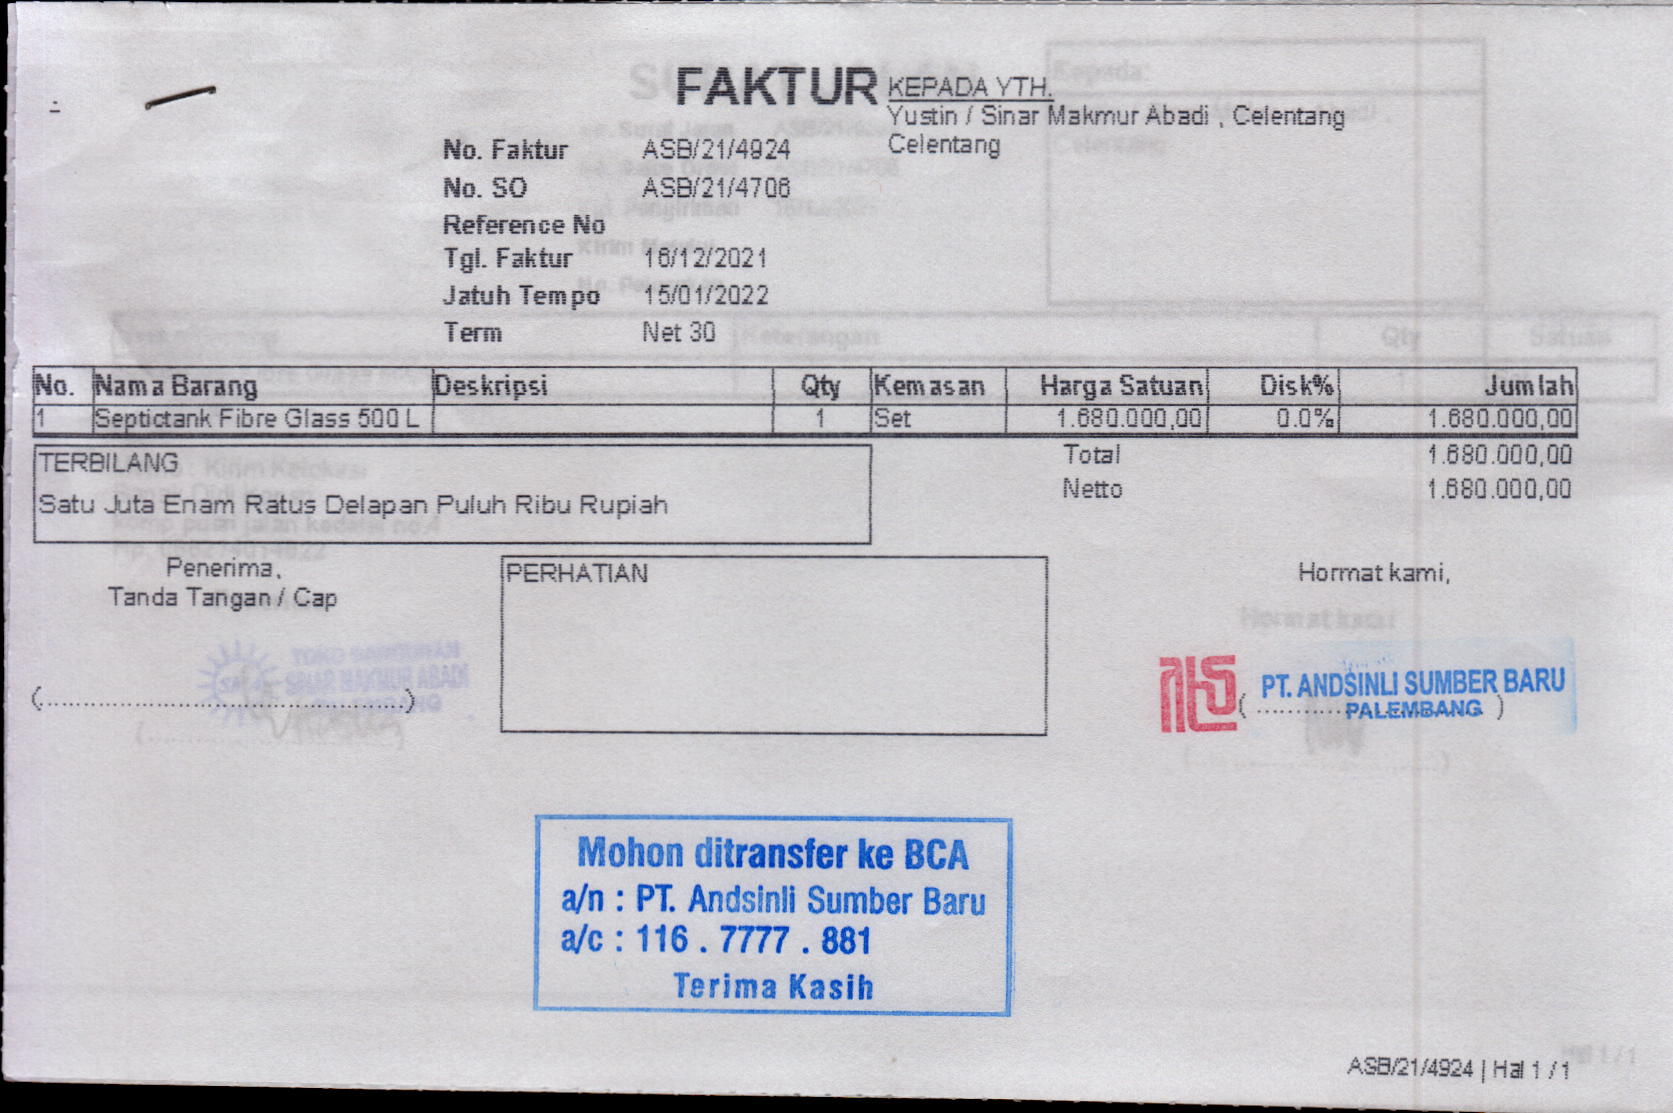 FAKTUR
KEPADA YTH.
Yustin / Sinar Makmur Abadi , Celentang
Celentang
No. Faktur ASB/21/4924
No. SO ASB/21/4706
Reference No
Tgl. Faktur 16/12/2021
Jatuh Tempo 15/01/2022
Term Net 30
No. Nama Barang Deskripsi Qty Kemasan Harga Satuan Disk% Jumlah
1 Septictank Fibre Glass 500 L 1 Set 1.680.000,00 0.0% 1.680.000,00
TERBILANG
Satu Juta Enam Ratus Delapan Puluh Ribu Rupiah
Total 1.680.000,00
Netto 1.680.000,00
Penerima,
Tanda Tangan / Cap
(..........................................)
PERHATIAN
Hormat kami,
PT. ANDSINLI SUMBER BARU
PALEMBANG
Mohon ditransfer ke BCA
a/n : PT. Andsinli Sumber Baru
a/c : 116 . 7777 . 881
Terima Kasih
ASB/21/4924 | Hal 1 / 1